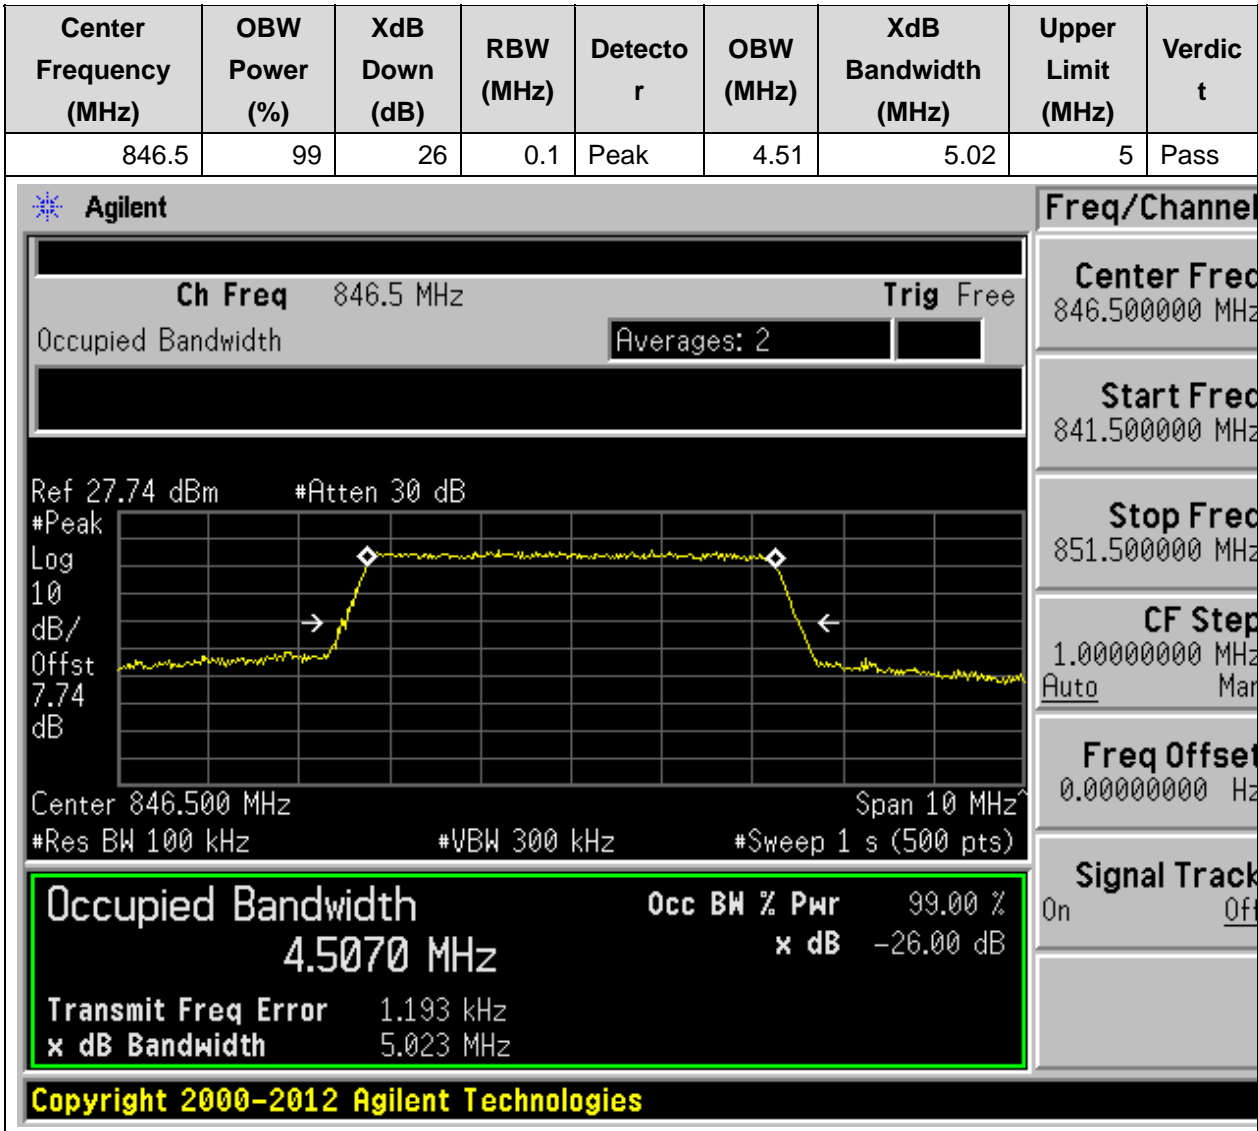 Center Frequency (MHz) OBW Power (%) XdB Down (dB) RBW (MHz) Detecto r OBW (MHz) XdB Bandwidth (MHz) Upper Limit (MHz) Verdic t
846.5 99 26 0.1 Peak 4.51 5.02 5 Pass
Agilent
Freq/Channel
Ch Freq 846.5 MHz Trig Free
Occupied Bandwidth Averages: 2
Center Freq
846.500000 MHz
Start Freq
841.500000 MHz
Stop Freq
851.500000 MHz
CF Step
1.00000000 MHz
Auto Man
Freq Offset
0.00000000 Hz
Signal Track
On Off
Ref 27.74 dBm #Atten 30 dB
#Peak
Log
10
dB/
Offst
7.74
dB
Center 846.500 MHz Span 10 MHz^
#Res BW 100 kHz #VBW 300 kHz #Sweep 1 s (500 pts)
Occupied Bandwidth Occ BW % Pwr 99.00 %
4.5070 MHz x dB -26.00 dB
Transmit Freq Error 1.193 kHz
x dB Bandwidth 5.023 MHz
Copyright 2000-2012 Agilent Technologies